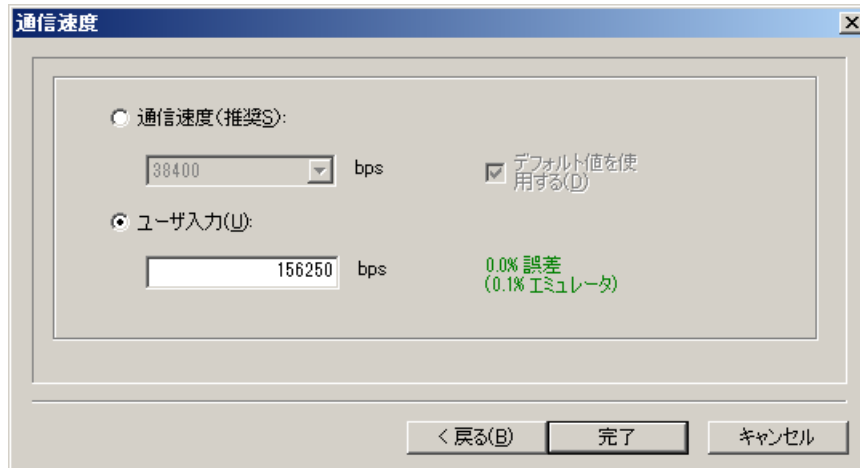 通信速度
通信速度(推奨S):
38400 bps
デフォルト値を使
用する(D)
ユーザ入力(U):
156250 bps
0.0% 誤差
(0.1% エミュレータ)
< 戻る(B)
完了
キャンセル